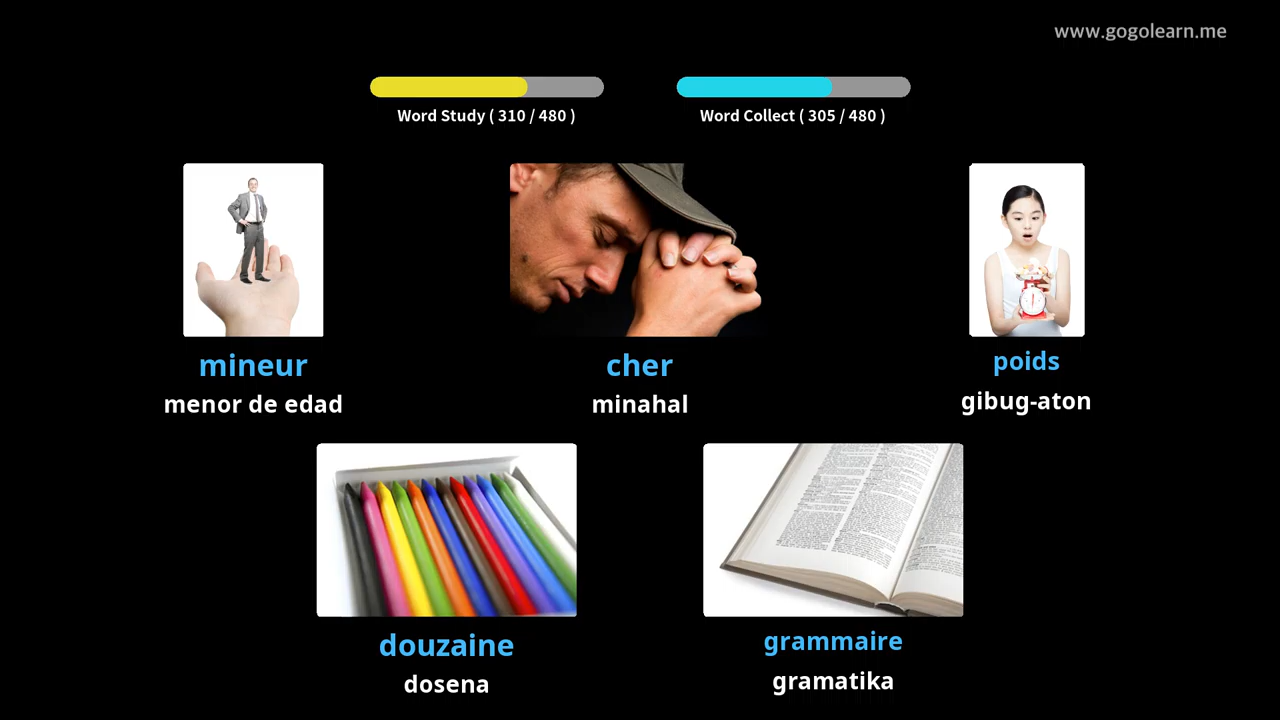 www.gogolearn.me
Word Study ( 310 / 480 )
Word Collect ( 305 / 480 )
mineur
menor de edad
cher
minahal
poids
gibug-aton
douzaine
dosena
grammaire
gramatika